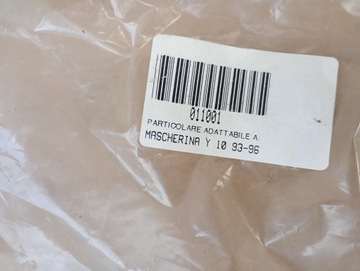 011001
PARTICOLARE ADATTABILE A.
MASCHERINA Y 10 93-96